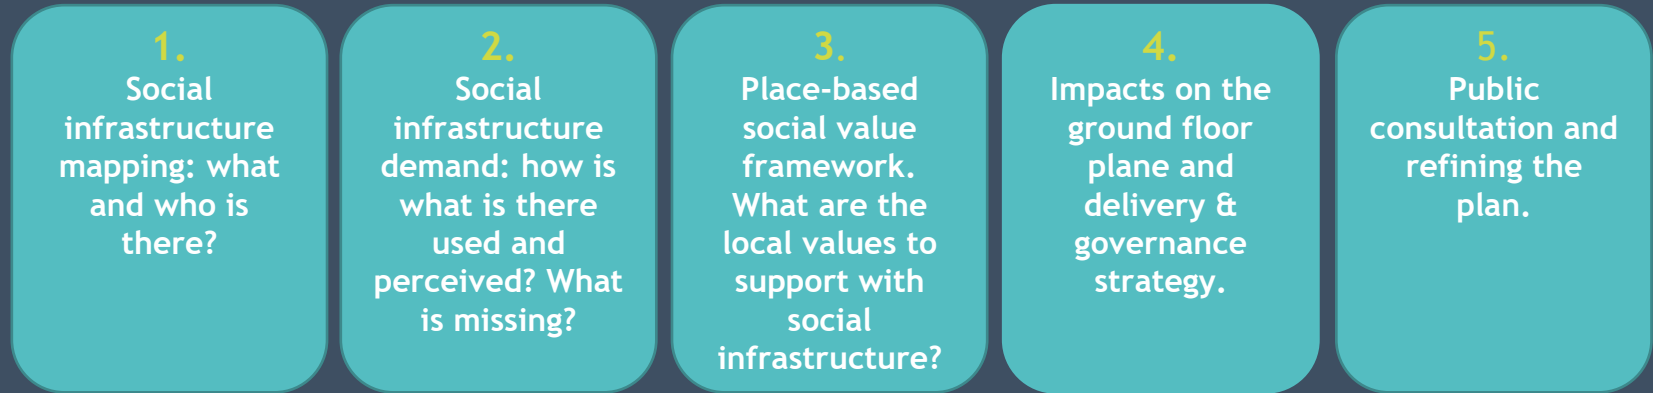 1.
Social
infrastructure
mapping: what
and who is
there?
2.
Social
infrastructure
demand: how is
what is there
used and
perceived? What
is missing?
3.
Place-based
social value
framework.
What are the
local values to
support with
social
infrastructure?
4.
Impacts on the
ground floor
plane and
delivery &
governance
strategy.
5.
Public
consultation and
refining the
plan.